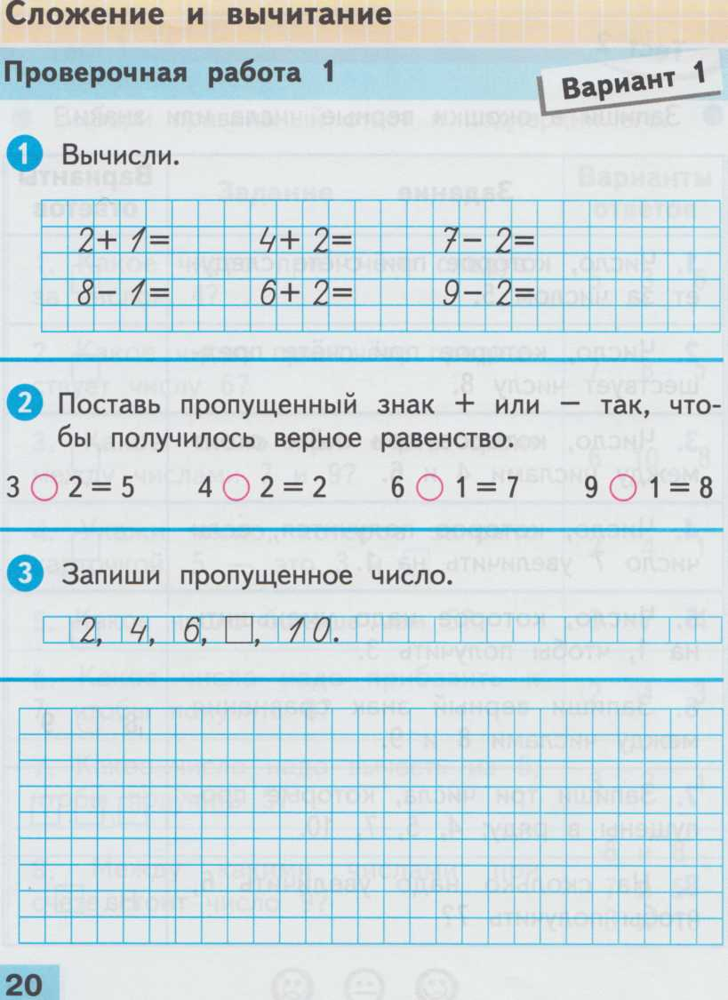 Сложение и вычитание
Проверочная работа 1
Вариант 1
1 Вычисли.
2+1= 4+2= 7-2=
8-1= 6+2= 9-2=
2 Поставь пропущенный знак + или − так, что-
бы получилось верное равенство.
3 ○ 2=5 4 ○ 2=2 6 ○ 1=7 9 ○ 1=8
3 Запиши пропущенное число.
2, 4, 6, □, 10.
20